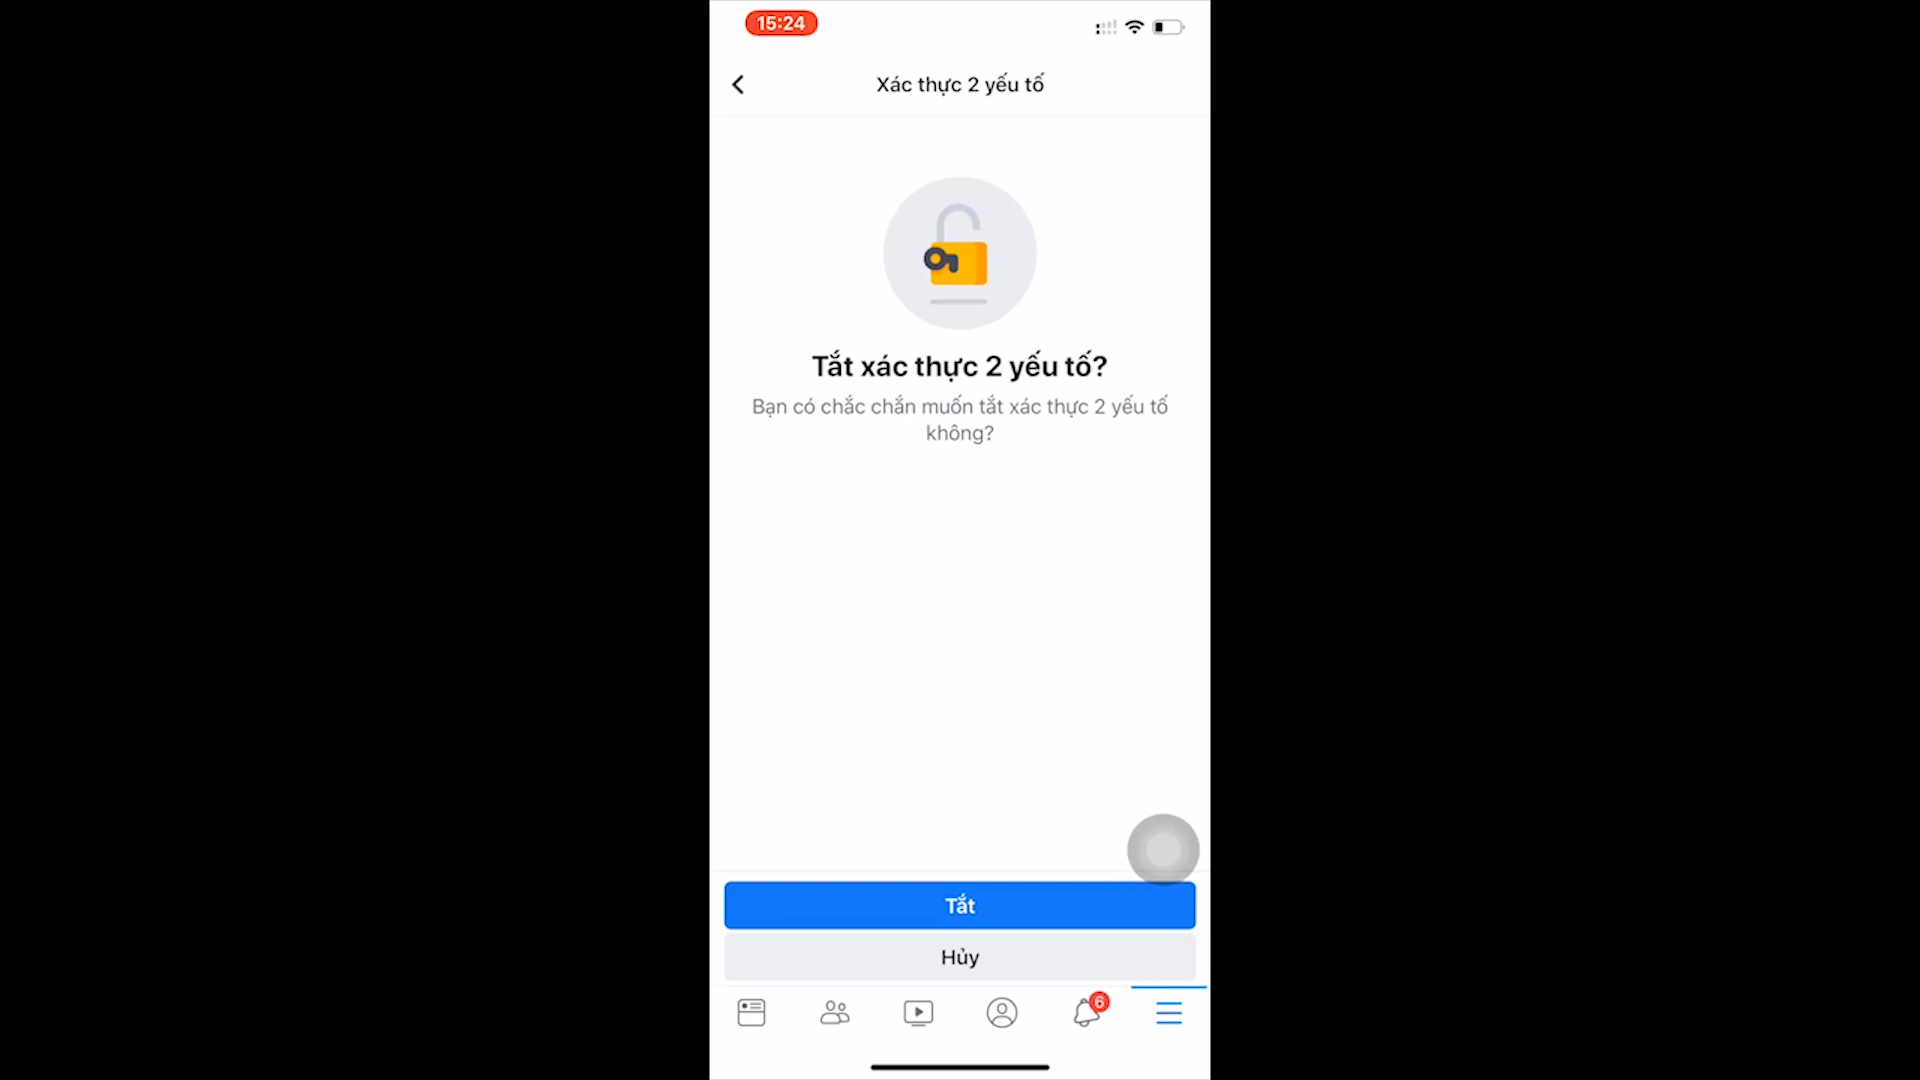 15:24
Xác thực 2 yếu tố
Tắt xác thực 2 yếu tố?
Bạn có chắc chắn muốn tắt xác thực 2 yếu tố
không?
Tắt
Hủy
6